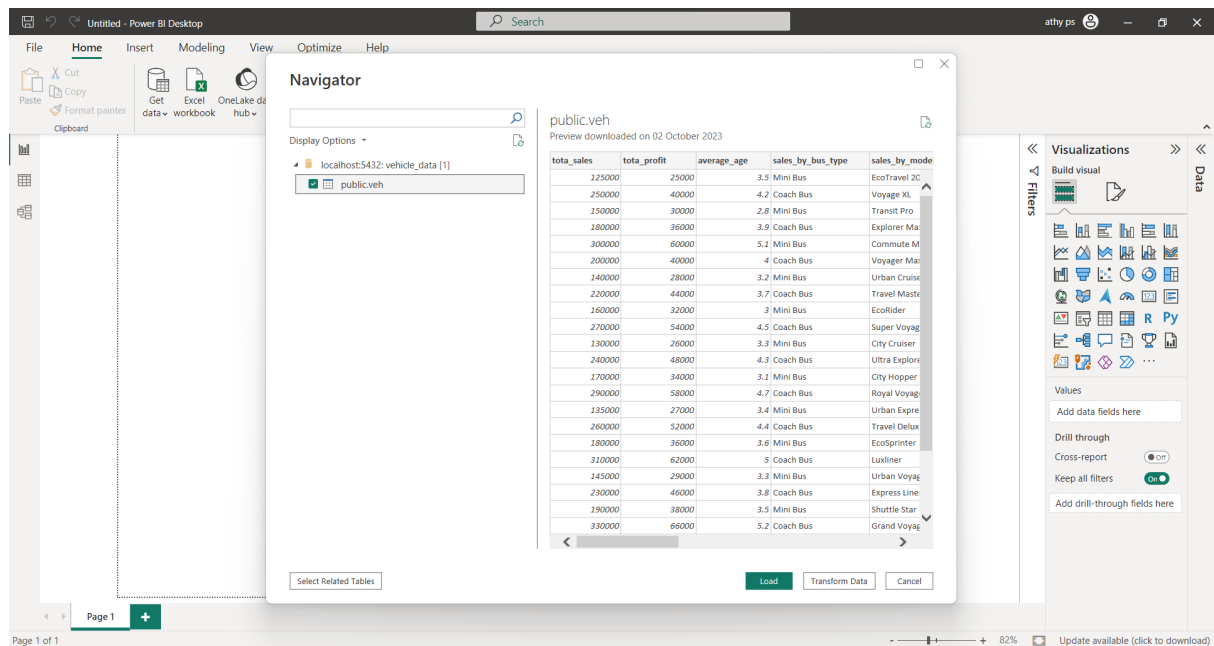 Untitled - Power BI Desktop
Search
athy ps
File Home Insert Modeling View Optimize Help
Paste
Cut
Copy
Format painter
Clipboard
Get data
Excel workbook
OneLake da
hub
Navigator
Display Options
localhost:5432: vehicle_data [1]
public.veh
public.veh
Preview downloaded on 02 October 2023
tota_sales tota_profit average_age sales_by_bus_type sales_by_model
125000 25000 3.5 Mini Bus EcoTravel 20
250000 40000 4.2 Coach Bus Voyage XL
150000 30000 2.8 Mini Bus Transit Pro
180000 36000 3.9 Coach Bus Explorer Ma
300000 60000 5.1 Mini Bus Commute M
200000 40000 4 Coach Bus Voyager Ma
140000 28000 3.2 Mini Bus Urban Cruise
220000 44000 3.7 Coach Bus Travel Maste
160000 32000 3 Mini Bus EcoRider
270000 54000 4.5 Coach Bus Super Voyag
130000 26000 3.3 Mini Bus City Cruiser
240000 48000 4.3 Coach Bus Ultra Explore
170000 34000 3.1 Mini Bus City Hopper
290000 58000 4.7 Coach Bus Royal Voyag
135000 27000 3.4 Mini Bus Urban Expre
260000 52000 4.4 Coach Bus Travel Delux
180000 36000 3.6 Mini Bus EcoSprinter
310000 62000 5 Coach Bus Luxliner
145000 29000 3.3 Mini Bus Urban Voyag
230000 46000 3.8 Coach Bus Express Line
190000 38000 3.5 Mini Bus Shuttle Star
330000 66000 5.2 Coach Bus Grand Voyag
Select Related Tables
Load
Transform Data
Cancel
Filters
Visualizations
Build visual
123
R Py
123
Values
Add data fields here
Drill through
Cross-report Off
Keep all filters On
Add drill-through fields here
Data
Page 1
Page 1 of 1
82%
Update available (click to download)